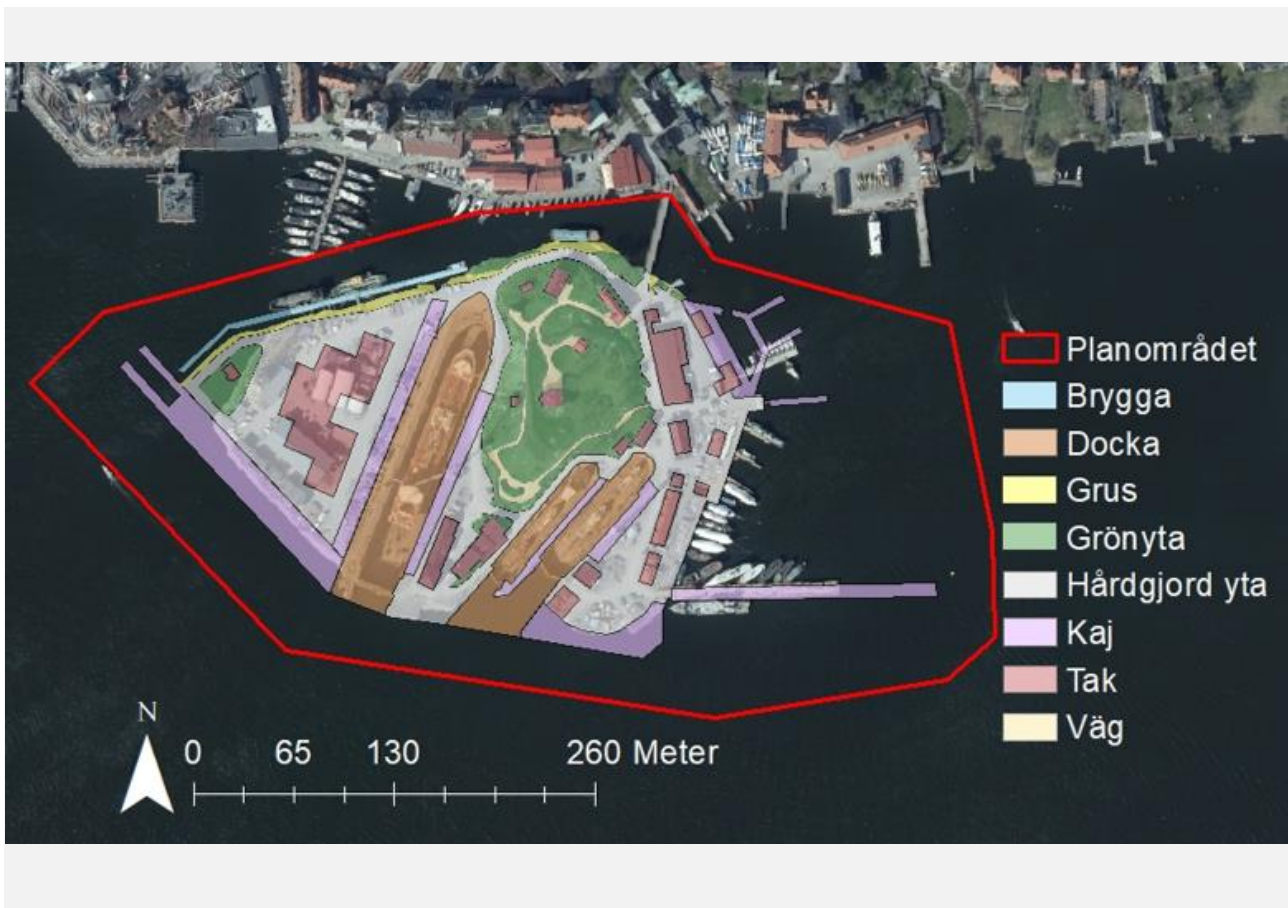 Planområdet
Brygga
Docka
Grus
Grönyta
Hårdgjord yta
Kaj
Tak
Väg
N
0 65 130 260 Meter